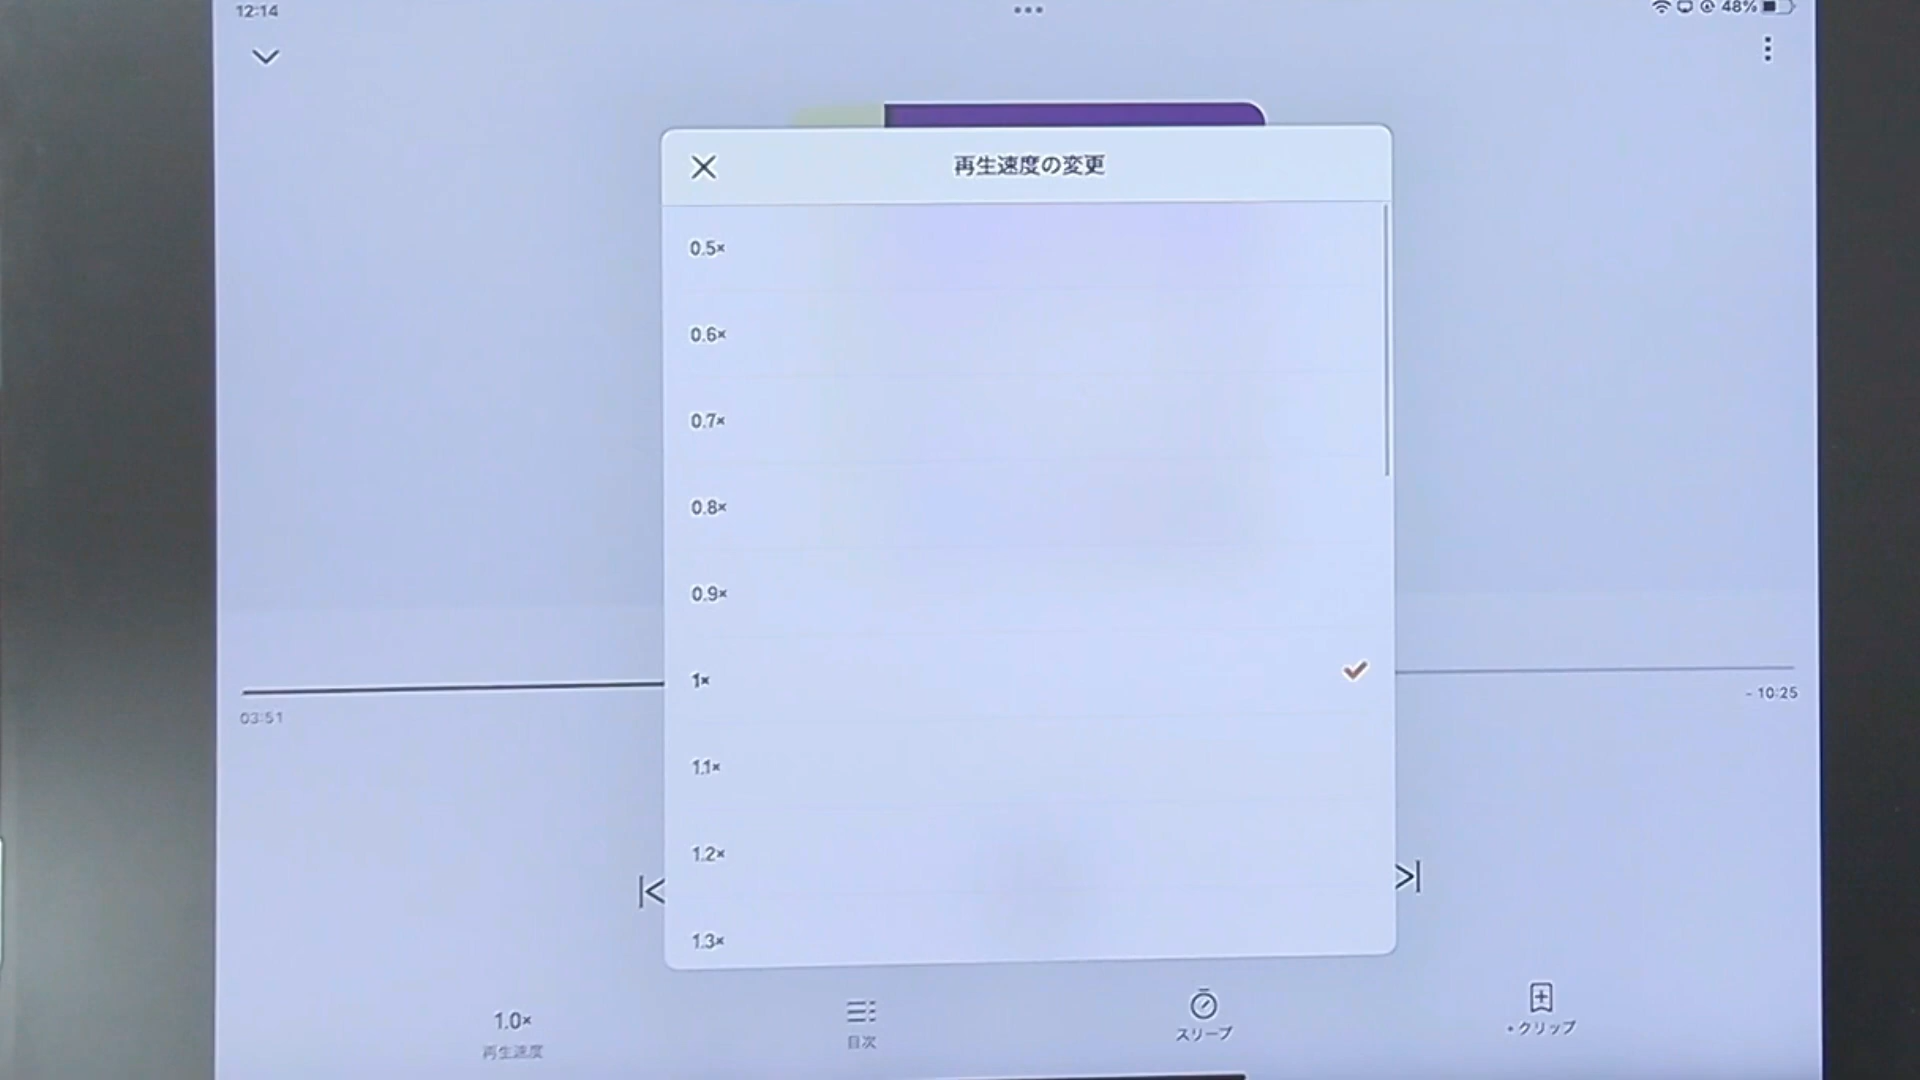 12:14
48%
再生速度の変更
0.5×
0.6×
0.7×
0.8×
0.9×
1×
1.1×
1.2×
1.3×
03:51
- 10:25
1.0×
再生速度
目次
スリープ
+クリップ